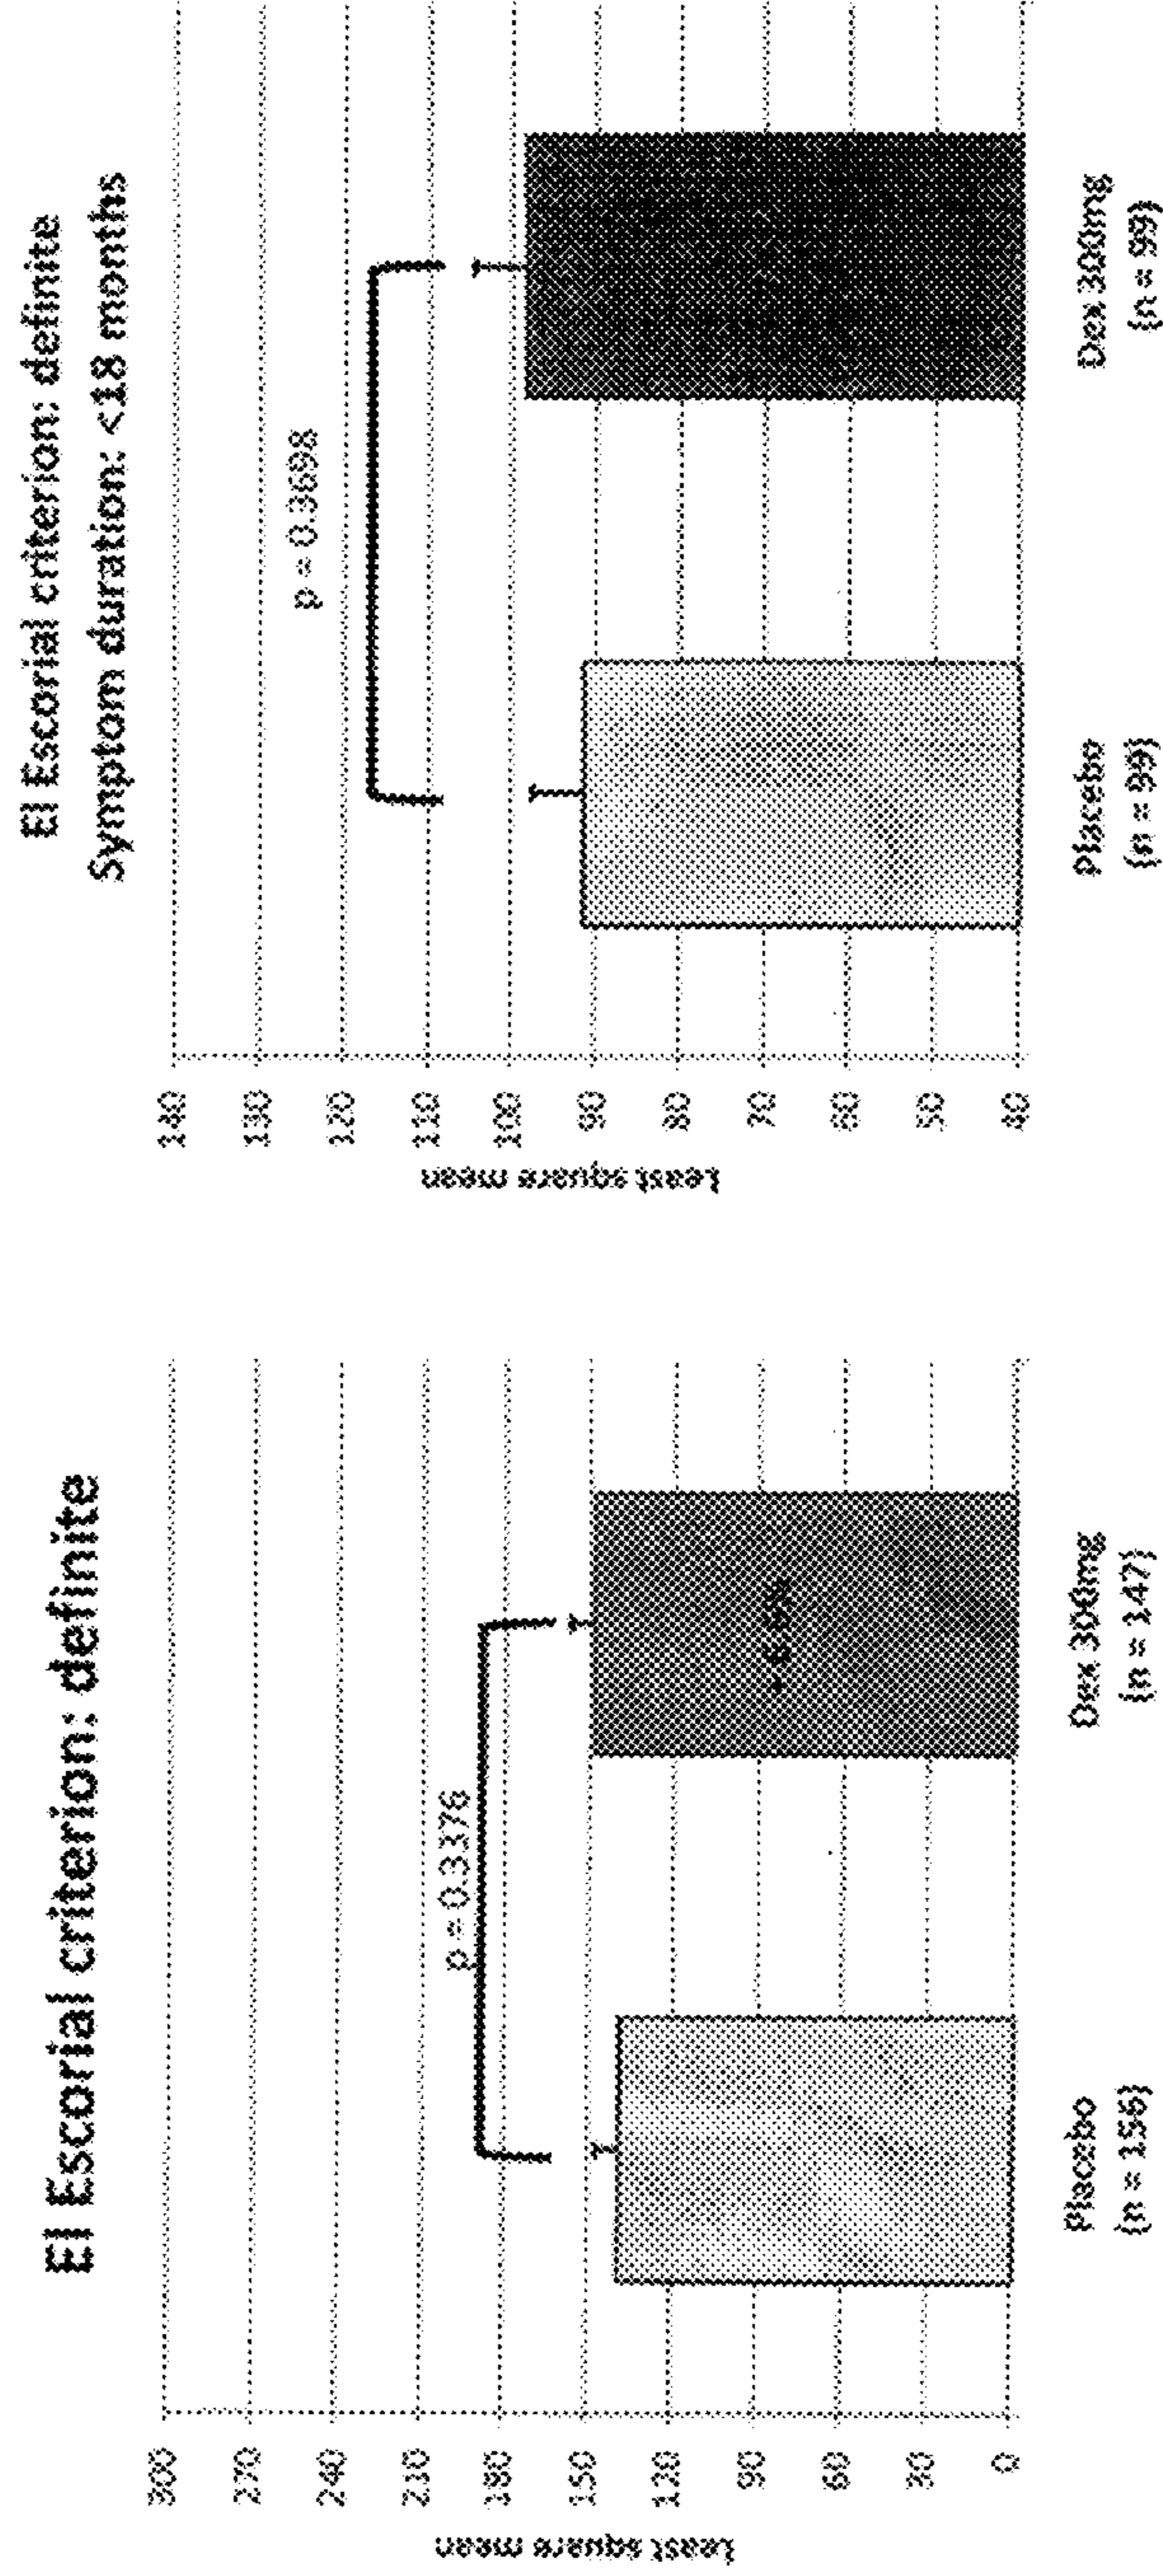 El Escorial criterion: definite
p = 0.3376
Least square mean
300
270
240
210
180
150
120
90
60
30
0
Placebo
(n = 156)
Dex 300mg
(n = 147)
El Escorial criterion: definite
Symptom duration: <18 months
p = 0.3698
Least square mean
140
130
120
110
100
90
80
70
60
50
40
Placebo
(n = 99)
Dex 300mg
(n = 99)